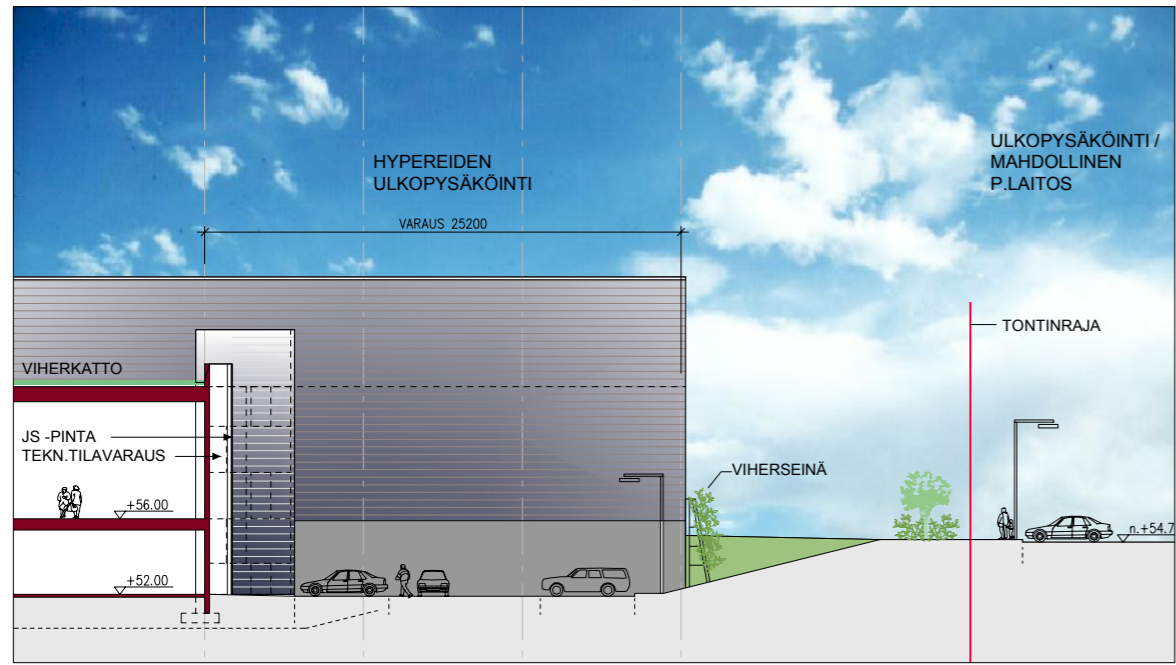 HYPEREIDEN
ULKOPYSÄKÖINTI
ULKOPYSÄKÖINTI /
MAHDOLLINEN
P.LAITOS
VARAUS 25200
TONTINRAJA
VIHERKATTO
JS -PINTA
TEKN.TILAVARAUS
VIHERSEINÄ
+56.00
n.+54.7
+52.00